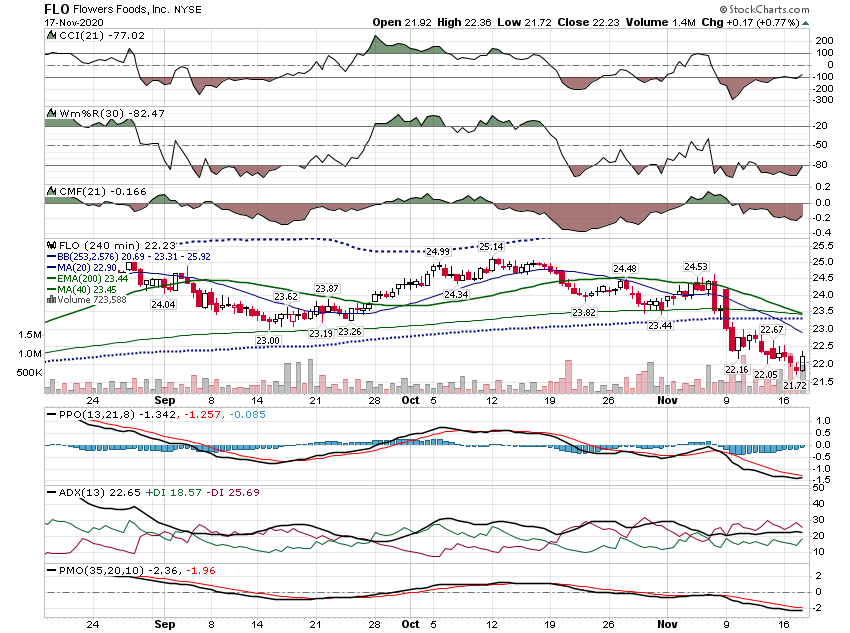 FLO Flowers Foods, Inc. NYSE © StockCharts.com
17-Nov-2020 Open 21.92 High 22.36 Low 21.72 Close 22.23 Volume 1.4M Chg +0.17 (+0.77%)
CCI(21) -77.02
200
100
0
-100
-200
-300
Wm%R(30) -82.47
-20
-50
-80
CMF(21) -0.166
0.2
0.0
-0.2
-0.4
FLO (240 min) 22.23
BB(253,2.576) 20.69 - 23.31 - 25.92
MA(20) 22.90
EMA(200) 23.44
MA(40) 23.45
Volume 723,588
24.99 25.14
24.04 23.62 23.87 24.34 24.48 24.53
23.00 23.19 23.26 23.82 23.44 22.67
22.16 22.05 21.72
25.5
25.0
24.5
24.0
23.5
23.0
22.5
22.0
21.5
1.5M
1.0M
500K
24 Sep 8 14 21 28 Oct 5 12 19 26 Nov 9 16
PPO(13,21,8) -1.342, -1.257, -0.085
1.0
0.5
0.0
-0.5
-1.0
-1.5
ADX(13) 22.65 +DI 18.57 -DI 25.69
50
40
30
20
10
PMO(35,20,10) -2.36, -1.96
2
0
-2
24 Sep 8 14 21 28 Oct 5 12 19 26 Nov 9 16